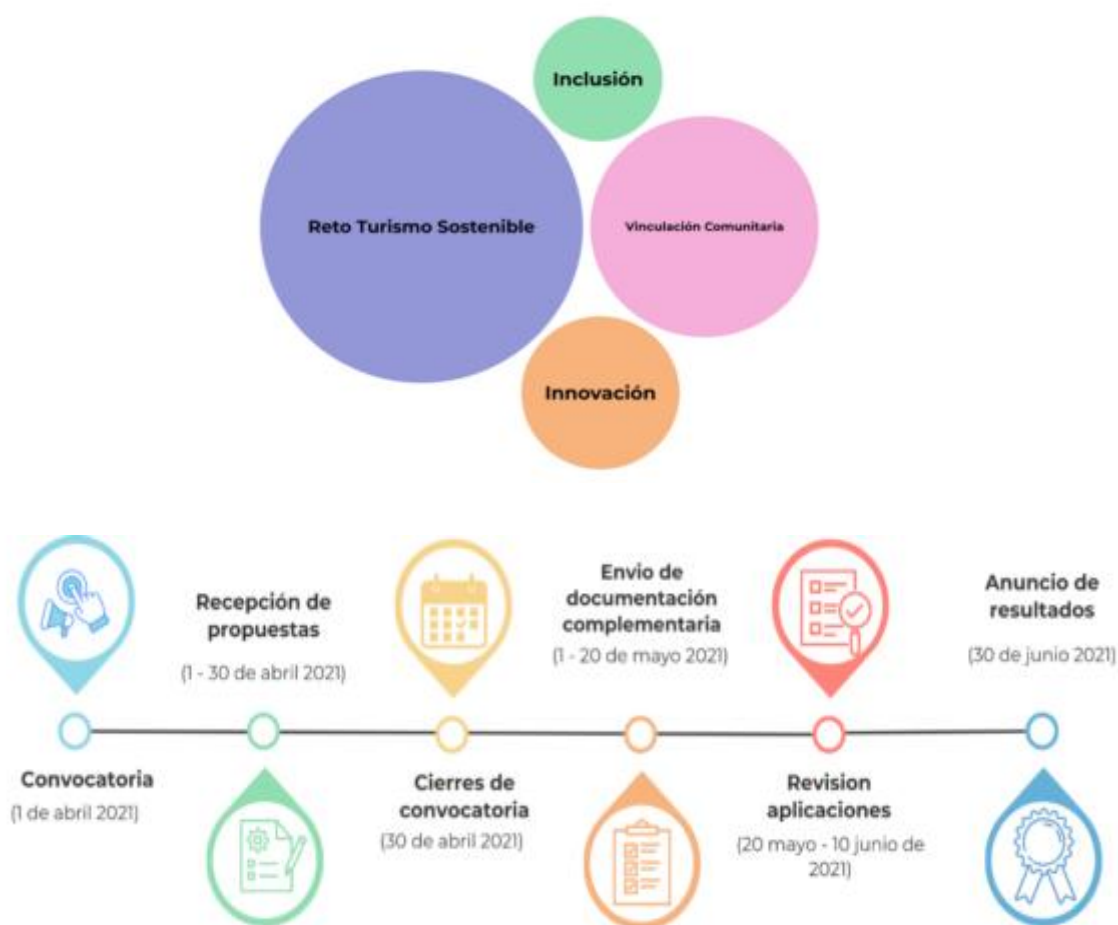 Inclusión
Reto Turismo Sostenible
Vinculación Comunitaria
Innovación
Convocatoria
(1 de abril 2021)
Recepción de
propuestas
(1 - 30 de abril 2021)
Cierres de
convocatoria
(30 de abril 2021)
Envio de
documentación
complementaria
(1 - 20 de mayo 2021)
Revision
aplicaciones
(20 mayo - 10 junio de
2021)
Anuncio de
resultados
(30 de junio 2021)